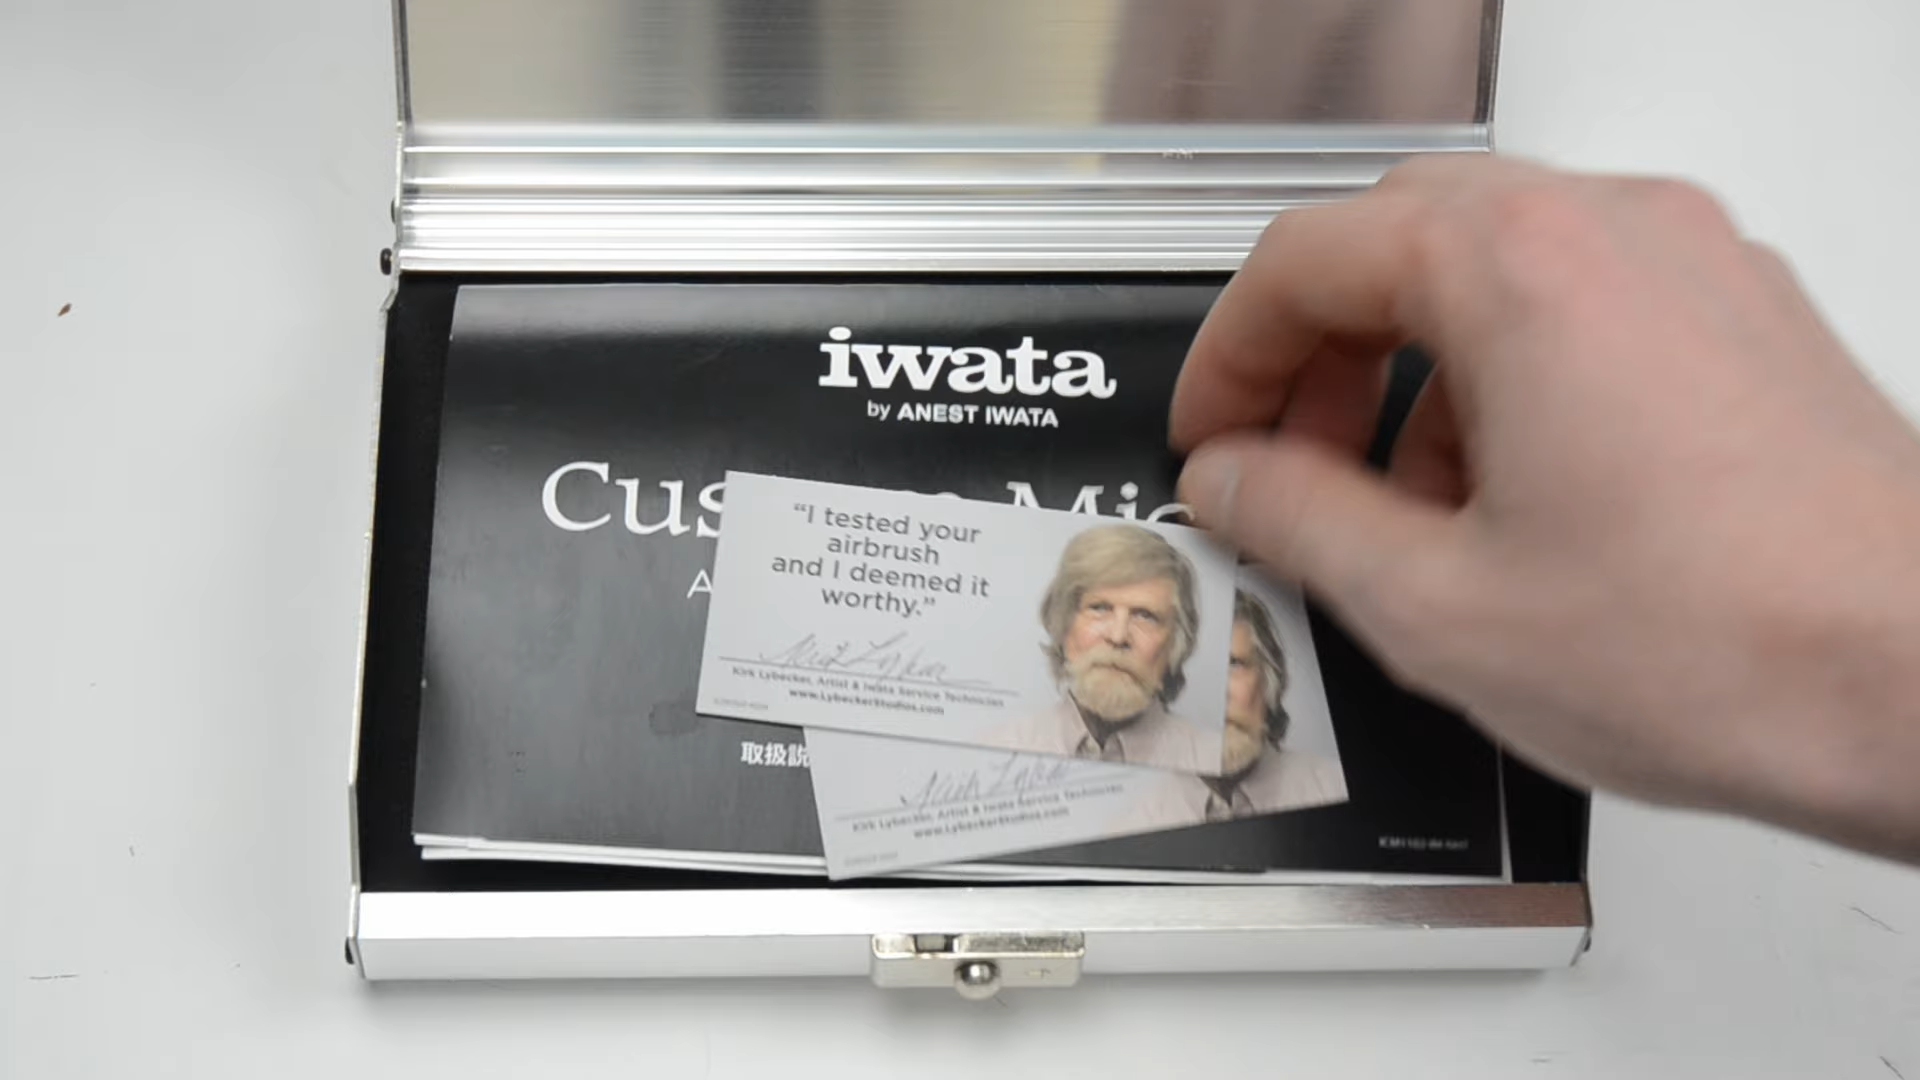 iwata
by ANEST IWATA
Cus Mic
A
取扱説
“I tested your
airbrush
and I deemed it
worthy.”
Kirk Lybecker, Artist & Iwata Service Technician
www.LybeckerStudios.com
Kirk Lybecker, Artist & Iwata Service Technician
www.LybeckerStudios.com